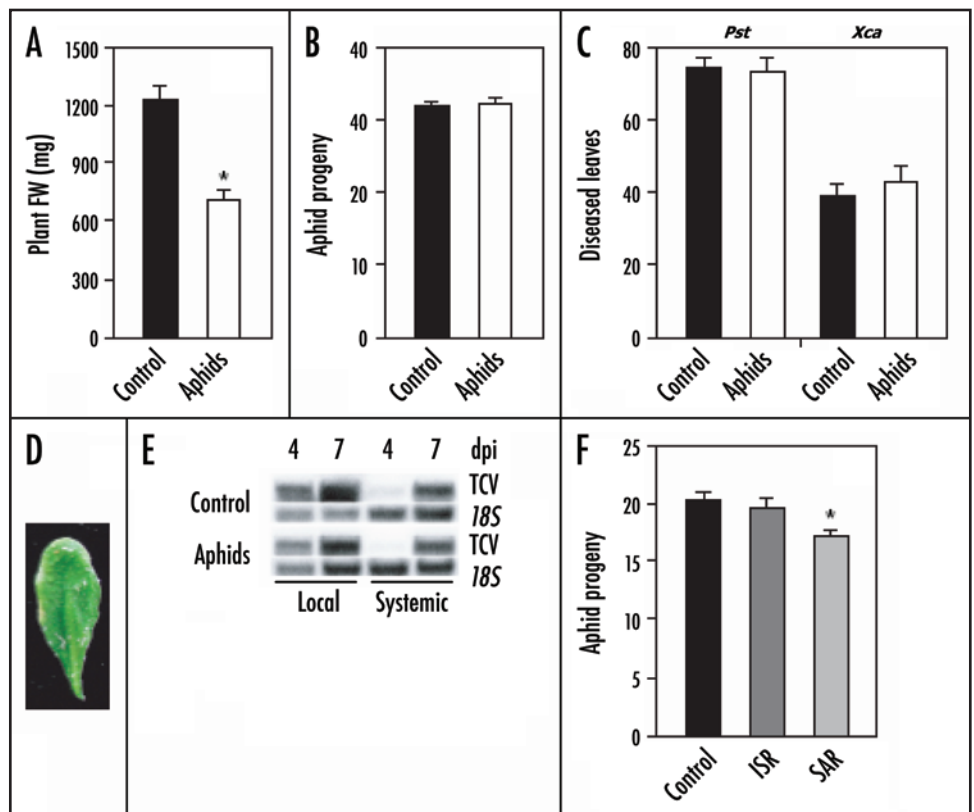 A
1500
1200
900
600
300
0
Plant FW (mg)
*
Control
Aphids
B
40
40
20
10
0
Aphid progeny
Control
Aphids
C
Pst
Xca
80
60
40
20
0
Diseased leaves
Control
Aphids
Control
Aphids
D
E
4 7 4 7 dpi
Control
TCV
18S
Aphids
TCV
18S
Local Systemic
F
25
20
15
10
5
0
Aphid progeny
*
Control
ISR
SAR